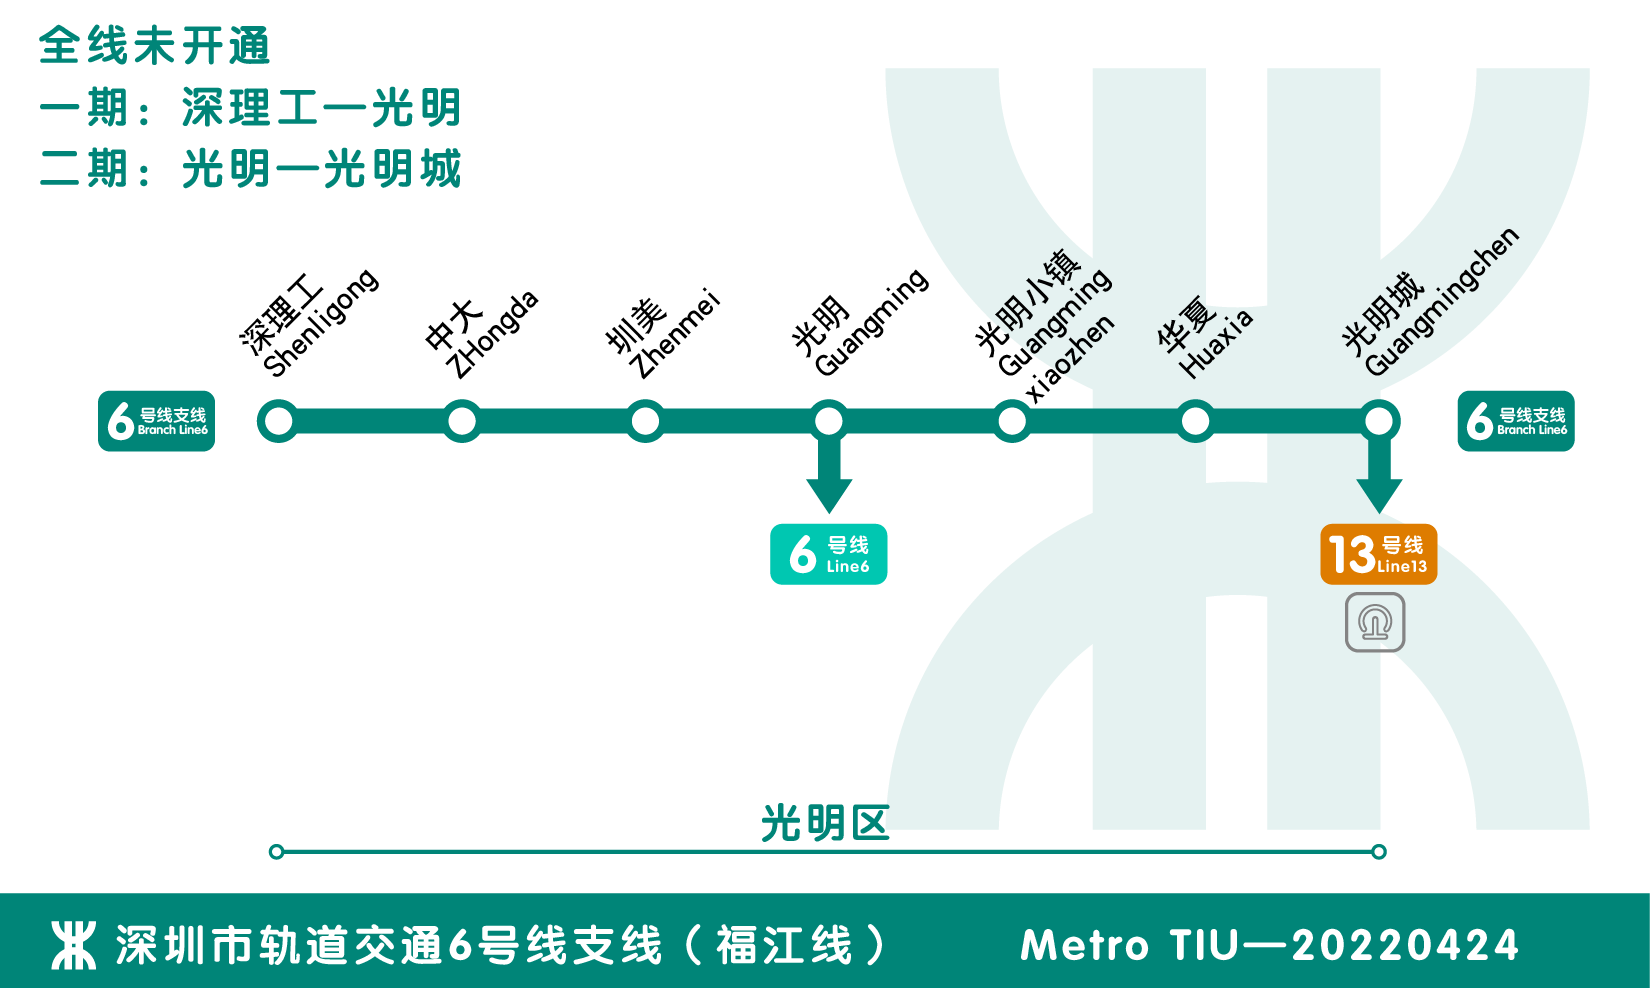 全线未开通
一期：深理工—光明
二期：光明—光明城
深理工
Shenligong
中大
ZHongda
圳美
Zhenmei
光明
Guangming
光明小镇
Guangming
xiaozhen
华夏
Huaxia
光明城
Guangmingchen
6 号线支线
Branch Line6
6 号线支线
Branch Line6
6 号线
Line6
13 号线
Line13
光明区
深圳市轨道交通6号线支线（福江线）
Metro TIU—20220424